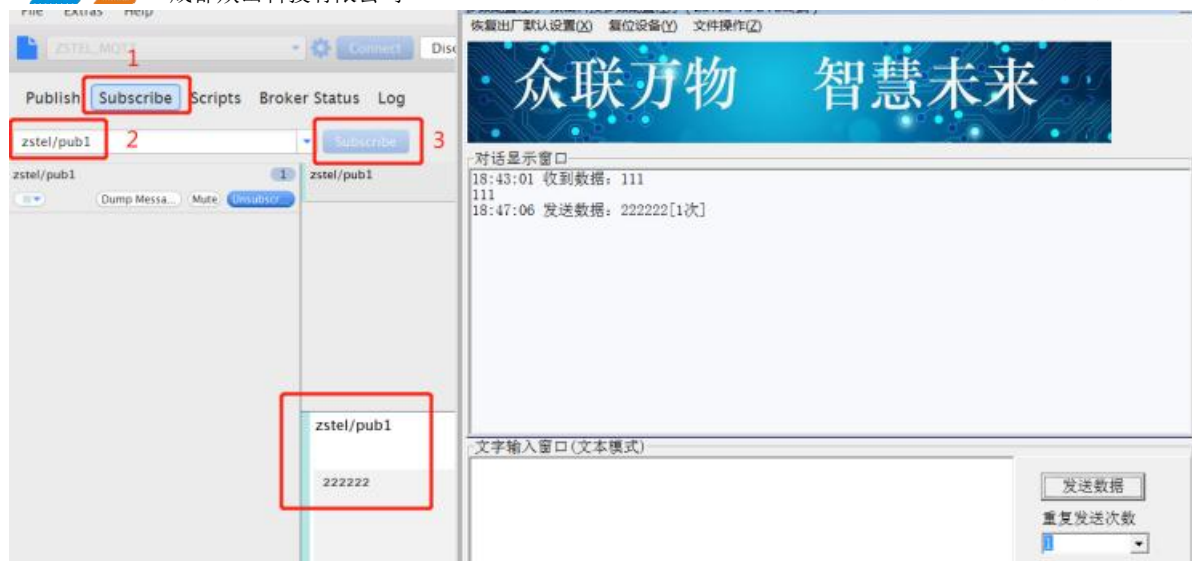 File Extras Help
ZSTEL_MQTT
Connect
1
Publish Subscribe Scripts Broker Status Log
zstel/pub1
2
Subscribe
3
zstel/pub1
1
Dump Messa...
Mute
Unsubscr...
zstel/pub1
zstel/pub1
222222
恢复出厂默认设置(X) 复位设备(Y) 文件操作(Z)
众联万物 智慧未来
对话显示窗口
18:43:01 收到数据：111
111
18:47:06 发送数据：222222[1次]
文字输入窗口(文本模式)
发送数据
重复发送次数
1